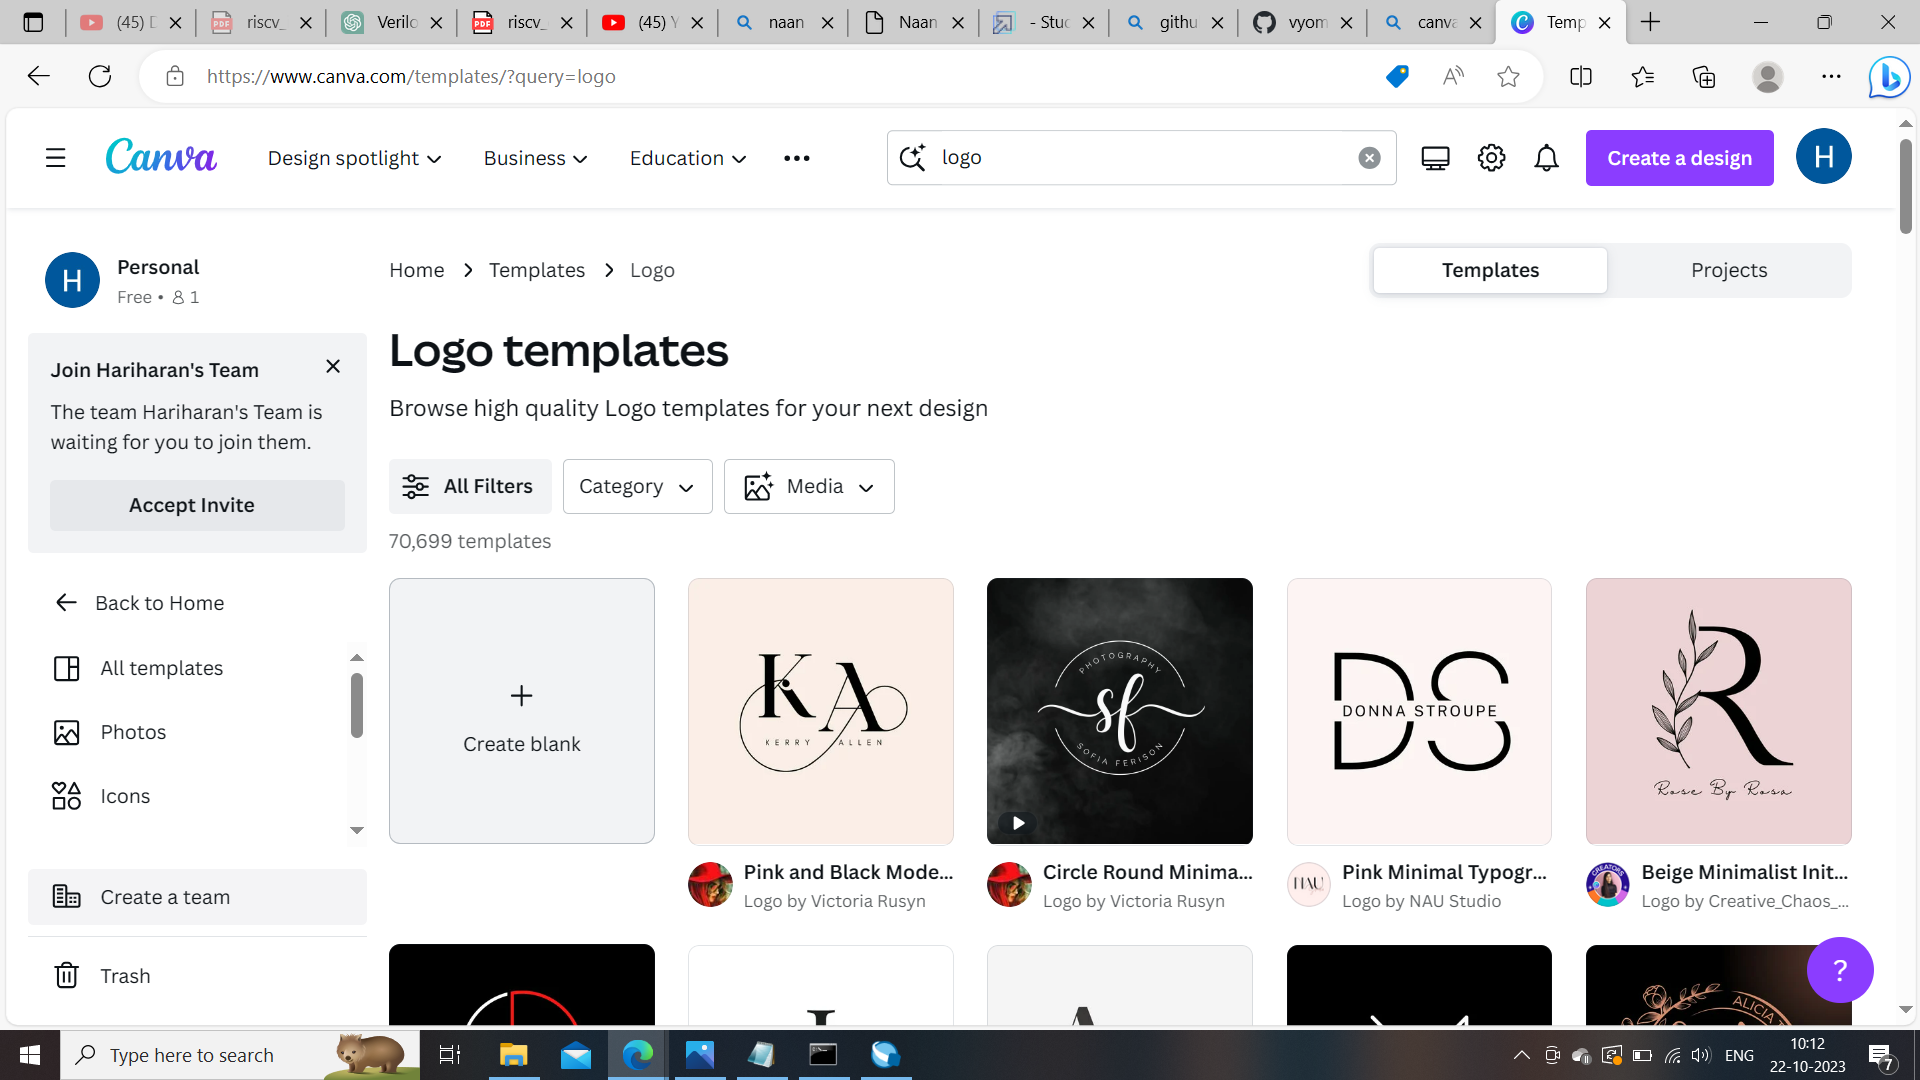 (45) D
riscv_
Verilo
riscv_
(45) Y
naan
Naan
- Stuc
githu
vyom
canva
Temp
https://www.canva.com/templates/?query=logo
Canva
Design spotlight
Business
Education
logo
Create a design
H
H
Personal
Free • 1
Home
Templates
Logo
Templates
Projects
Join Hariharan's Team
The team Hariharan's Team is
waiting for you to join them.
Accept Invite
Logo templates
Browse high quality Logo templates for your next design
All Filters
Category
Media
70,699 templates
Back to Home
All templates
Photos
Icons
Create a team
Trash
Create blank
KA
KERRY ALLEN
PHOTOGRAPHY
sf
SOFIA FERISON
DS
DONNA STROUPE
R
Rose By Rosa
Pink and Black Mode...
Logo by Victoria Rusyn
Circle Round Minima...
Logo by Victoria Rusyn
NAU
Pink Minimal Typogr...
Logo by NAU Studio
CREATORS
Beige Minimalist Init...
Logo by Creative_Chaos_...
?
Type here to search
ENG
10:12
22-10-2023
7